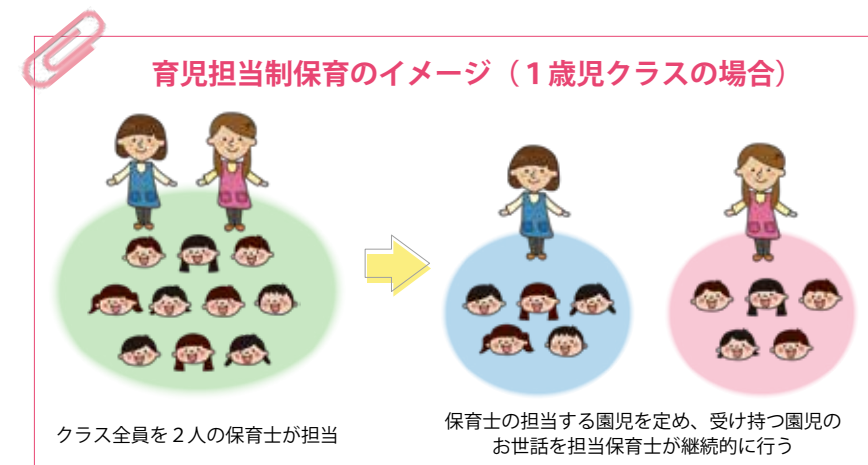 育児担当制保育のイメージ（１歳児クラスの場合）
クラス全員を２人の保育士が担当
保育士の担当する園児を定め、受け持つ園児の
お世話を担当保育士が継続的に行う